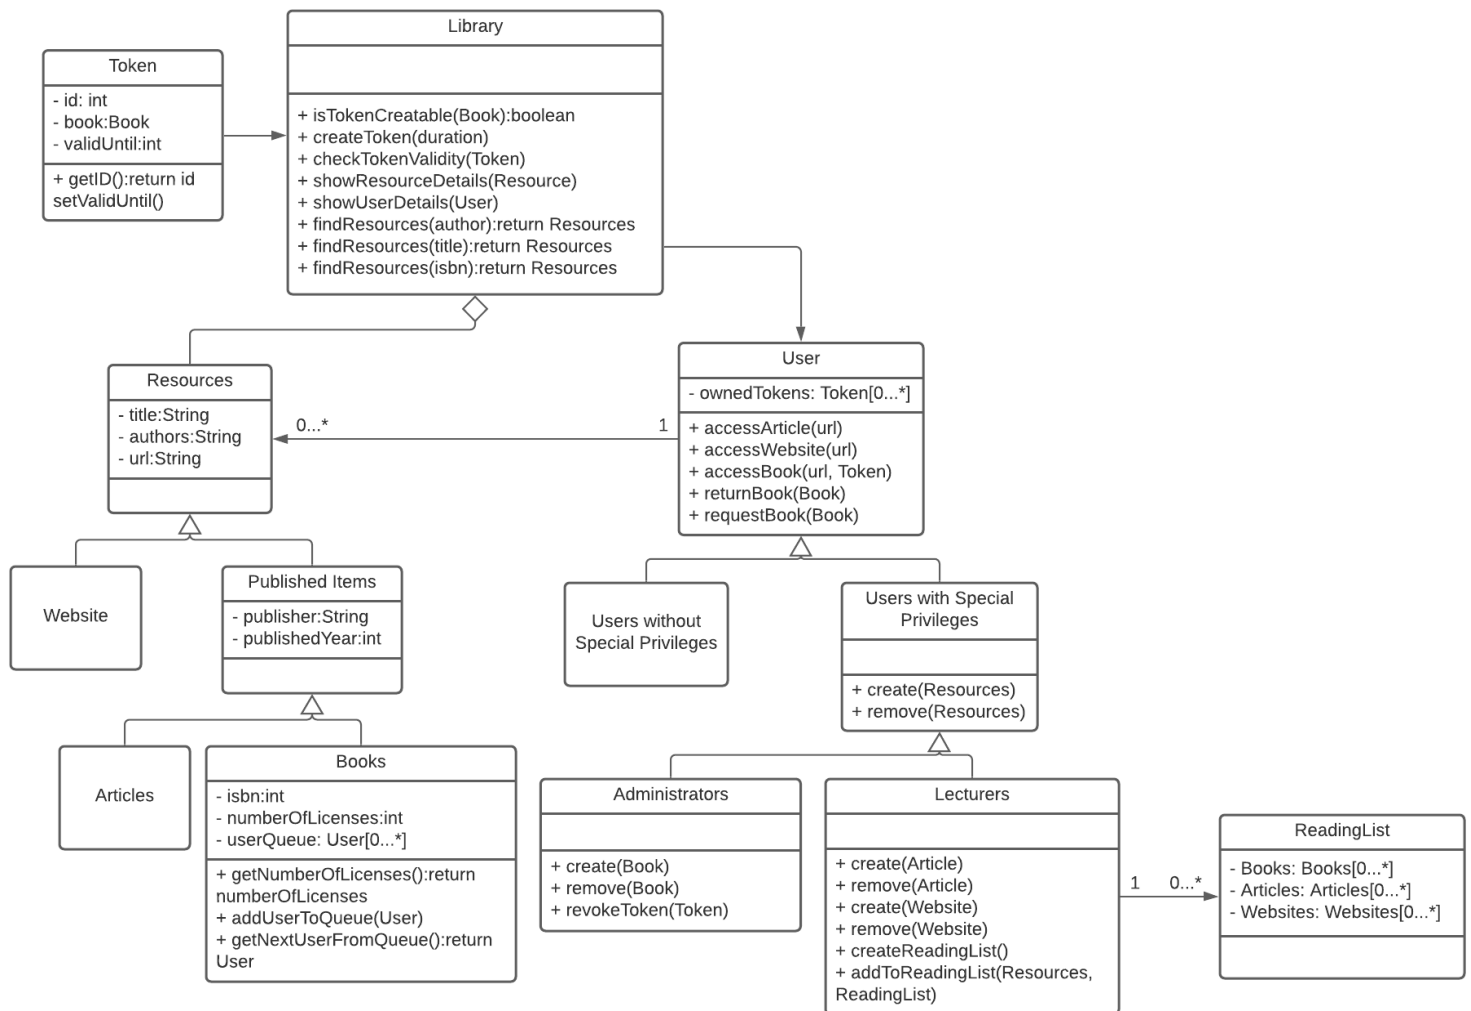 Library
+ isTokenCreatable(Book):boolean
+ createToken(duration)
+ checkTokenValidity(Token)
+ showResourceDetails(Resource)
+ showUserDetails(User)
+ findResources(author):return Resources
+ findResources(title):return Resources
+ findResources(isbn):return Resources
Token
- id: int
- book:Book
- validUntil:int
+ getID():return id
setValidUntil()
Resources
- title:String
- authors:String
- url:String
0...*
1
User
- ownedTokens: Token[0...*]
+ accessArticle(url)
+ accessWebsite(url)
+ accessBook(url, Token)
+ returnBook(Book)
+ requestBook(Book)
Website
Published Items
- publisher:String
- publishedYear:int
Users without
Special Privileges
Users with Special
Privileges
+ create(Resources)
+ remove(Resources)
Articles
Books
- isbn:int
- numberOfLicenses:int
- userQueue: User[0...*]
+ getNumberOfLicenses():return
numberOfLicenses
+ addUserToQueue(User)
+ getNextUserFromQueue():return
User
Administrators
+ create(Book)
+ remove(Book)
+ revokeToken(Token)
Lecturers
+ create(Article)
+ remove(Article)
+ create(Website)
+ remove(Website)
+ createReadingList()
+ addToReadingList(Resources,
ReadingList)
1
0...*
ReadingList
- Books: Books[0...*]
- Articles: Articles[0...*]
- Websites: Websites[0...*]